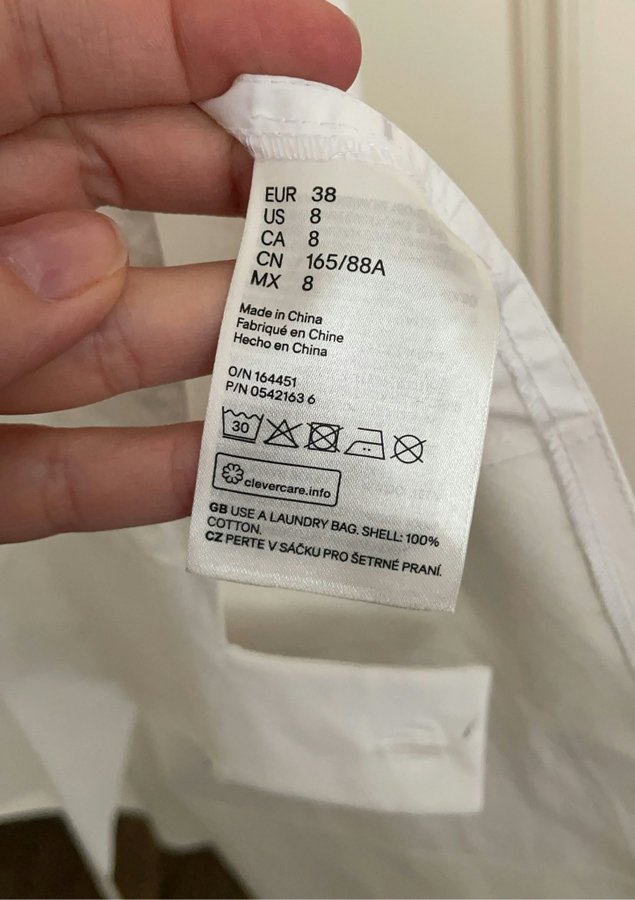 EUR 38
US 8
CA 8
CN 165/88A
MX 8
Made in China
Fabriqué en Chine
Hecho en China
O/N 164451
P/N 0542163 6
30
clevercare.info
GB USE A LAUNDRY BAG. SHELL: 100%
COTTON.
CZ PERTE V SÁČKU PRO ŠETRNÉ PRANÍ.